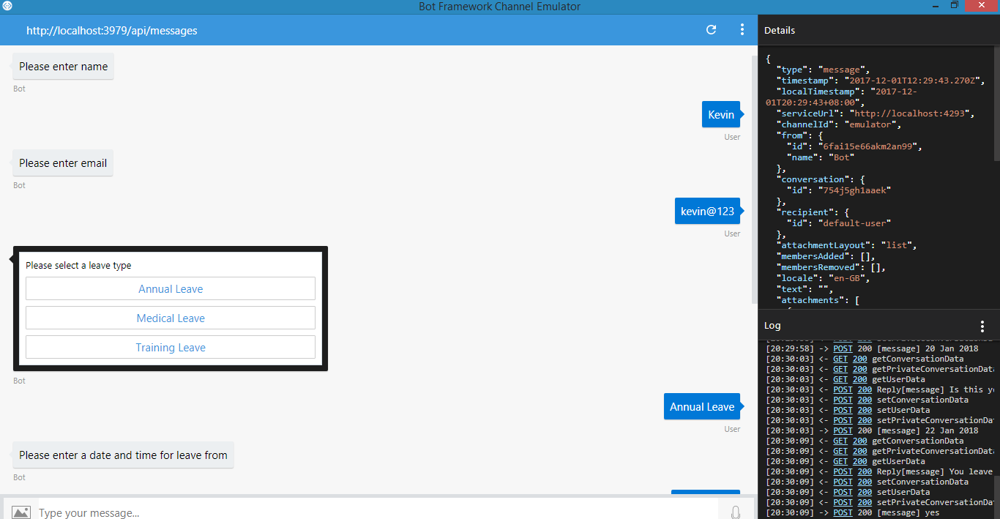 Bot Framework Channel Emulator
http://localhost:3979/api/messages
Please enter name
Bot
Kevin
User
Please enter email
Bot
kevin@123
User
Please select a leave type
Annual Leave
Medical Leave
Training Leave
Bot
Annual Leave
User
Please enter a date and time for leave from
Bot
Type your message...
Details
{
"type": "message",
"timestamp": "2017-12-01T12:29:43.270Z",
"localTimestamp": "2017-12-
01T20:29:43+08:00",
"serviceUrl": "http://localhost:4293",
"channelId": "emulator",
"from": {
"id": "6fai15e66akm2an99",
"name": "Bot"
},
"conversation": {
"id": "754j5gh1aaek"
},
"recipient": {
"id": "default-user"
},
"attachmentLayout": "list",
"membersAdded": [],
"membersRemoved": [],
"locale": "en-GB",
"text": "",
"attachments": [
Log
[20:29:58] -> POST 200 [message] 20 Jan 2018
[20:30:03] <- GET 200 getConversationData
[20:30:03] <- GET 200 getPrivateConversationData
[20:30:03] <- GET 200 getUserData
[20:30:03] <- POST 200 Reply[message] Is this
[20:30:03] <- POST 200 setConversationData
[20:30:03] <- POST 200 setUserData
[20:30:03] <- POST 200 setPrivateConversationDa
[20:30:03] -> POST 200 [message] 22 Jan 2018
[20:30:09] <- GET 200 getConversationData
[20:30:09] <- GET 200 getPrivateConversationData
[20:30:09] <- GET 200 getUserData
[20:30:09] <- POST 200 Reply[message] You leave
[20:30:09] <- POST 200 setConversationData
[20:30:09] <- POST 200 setUserData
[20:30:09] <- POST 200 setPrivateConversationDa
[20:30:09] -> POST 200 [message] yes